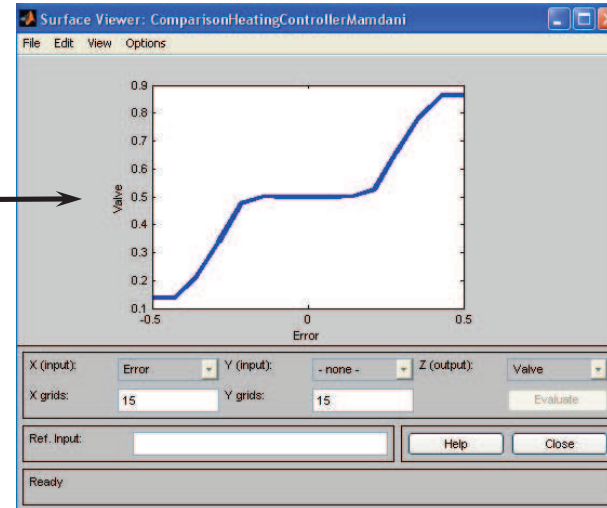 Surface Viewer: ComparisonHeatingControllerMamdani
File Edit View Options
0.9
0.8
0.7
0.6
0.5
0.4
0.3
0.2
0.1
Valve
-0.5 0 0.5
Error
X (input): Error Y (input): - none - Z (output): Valve
X grids: 15 Y grids: 15 Evaluate
Ref. Input: Help Close
Ready